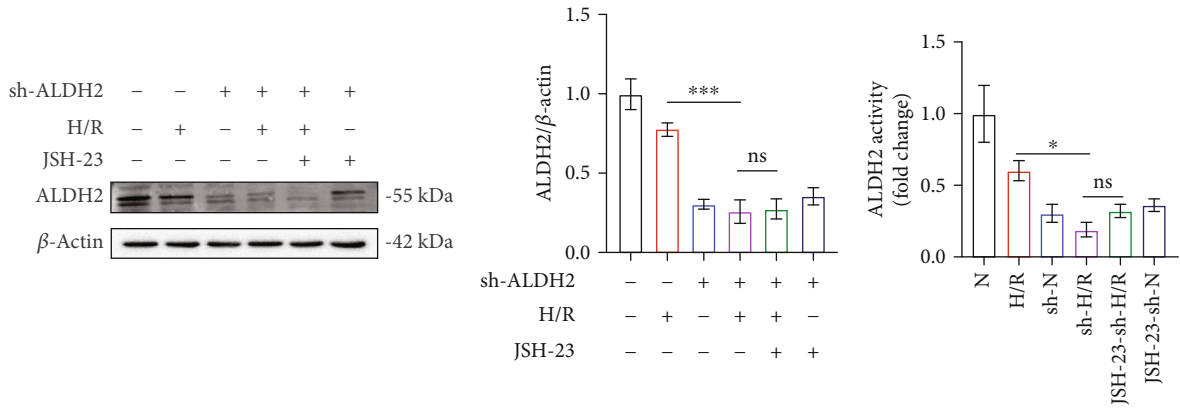 sh-ALDH2 – – + + + +
H/R – + – + + –
JSH-23 – – – – + +
ALDH2 -55 kDa
β-Actin -42 kDa
ALDH2/β-actin
1.5
1.0
0.5
0.0
***
ns
sh-ALDH2 – – + + + +
H/R – + – + + –
JSH-23 – – – – + +
ALDH2 activity
(fold change)
1.5
1.0
0.5
0.0
*
ns
N
H/R
sh-N
sh-H/R
JSH-23-sh-H/R
JSH-23-sh-N